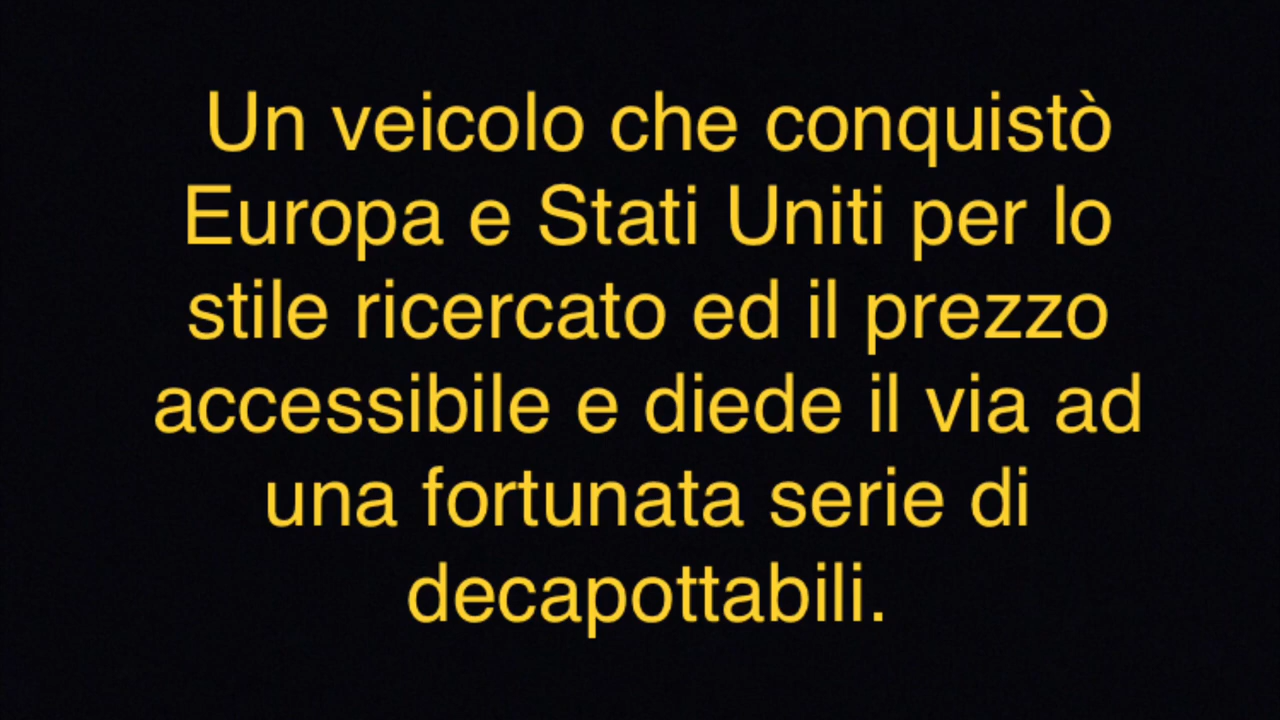 Un veicolo che conquistò
Europa e Stati Uniti per lo
stile ricercato ed il prezzo
accessibile e diede il via ad
una fortunata serie di
decapottabili.